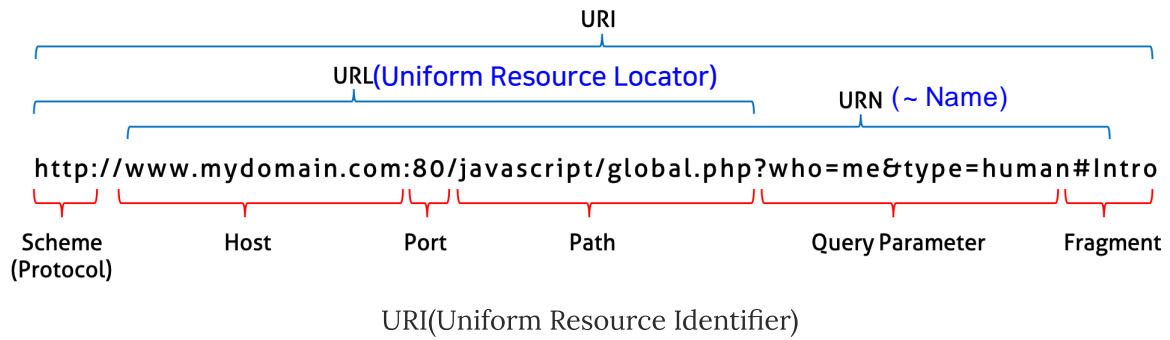 URI
URL(Uniform Resource Locator)
URN (~ Name)
http://www.mydomain.com:80/javascript/global.php?who=me&type=human#Intro
Scheme Host Port Path Query Parameter Fragment
(Protocol)
URI(Uniform Resource Identifier)